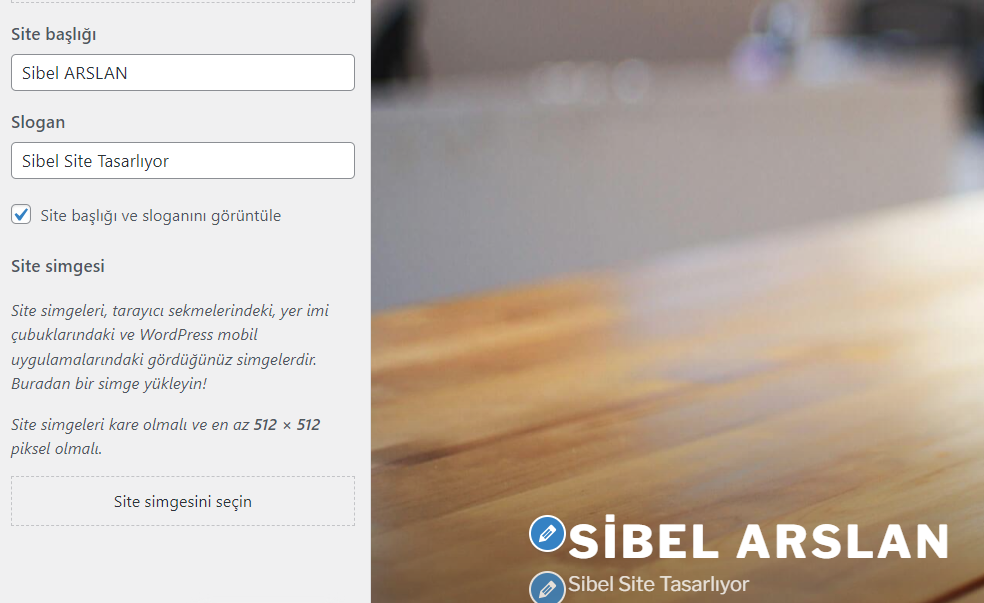 Site başlığı
Sibel ARSLAN
Slogan
Sibel Site Tasarlıyor
Site başlığı ve sloganını görüntüle
Site simgesi
Site simgeleri, tarayıcı sekmelerindeki, yer imi
çubuklarındaki ve WordPress mobil
uygulamalarındaki gördüğünüz simgelerdir.
Buradan bir simge yükleyin!
Site simgeleri kare olmalı ve en az 512 × 512
piksel olmalı.
Site simgesini seçin
SİBEL ARSLAN
Sibel Site Tasarlıyor